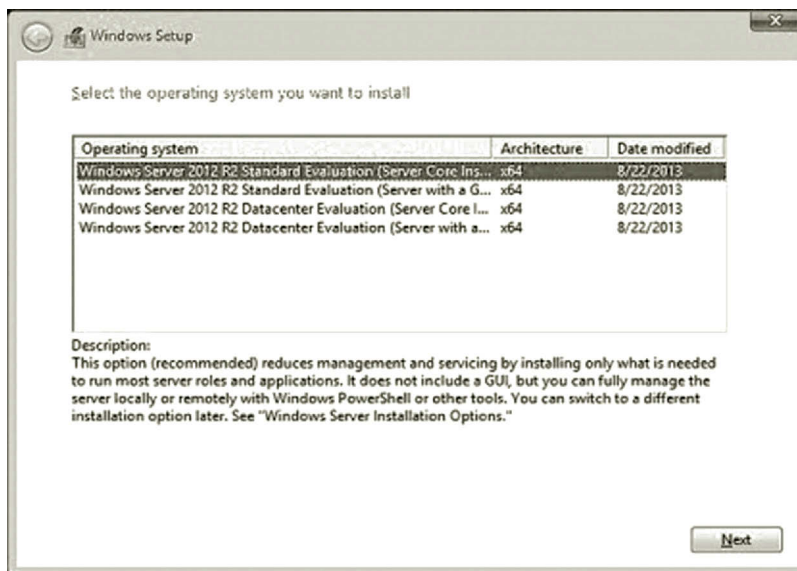 Windows Setup
Select the operating system you want to install
Operating system Architecture Date modified
Windows Server 2012 R2 Standard Evaluation (Server Core Ins... x64 8/22/2013
Windows Server 2012 R2 Standard Evaluation (Server with a G... x64 8/22/2013
Windows Server 2012 R2 Datacenter Evaluation (Server Core I... x64 8/22/2013
Windows Server 2012 R2 Datacenter Evaluation (Server with a... x64 8/22/2013
Description:
This option (recommended) reduces management and servicing by installing only what is needed
to run most server roles and applications. It does not include a GUI, but you can fully manage the
server locally or remotely with Windows PowerShell or other tools. You can switch to a different
installation option later. See "Windows Server Installation Options."
Next